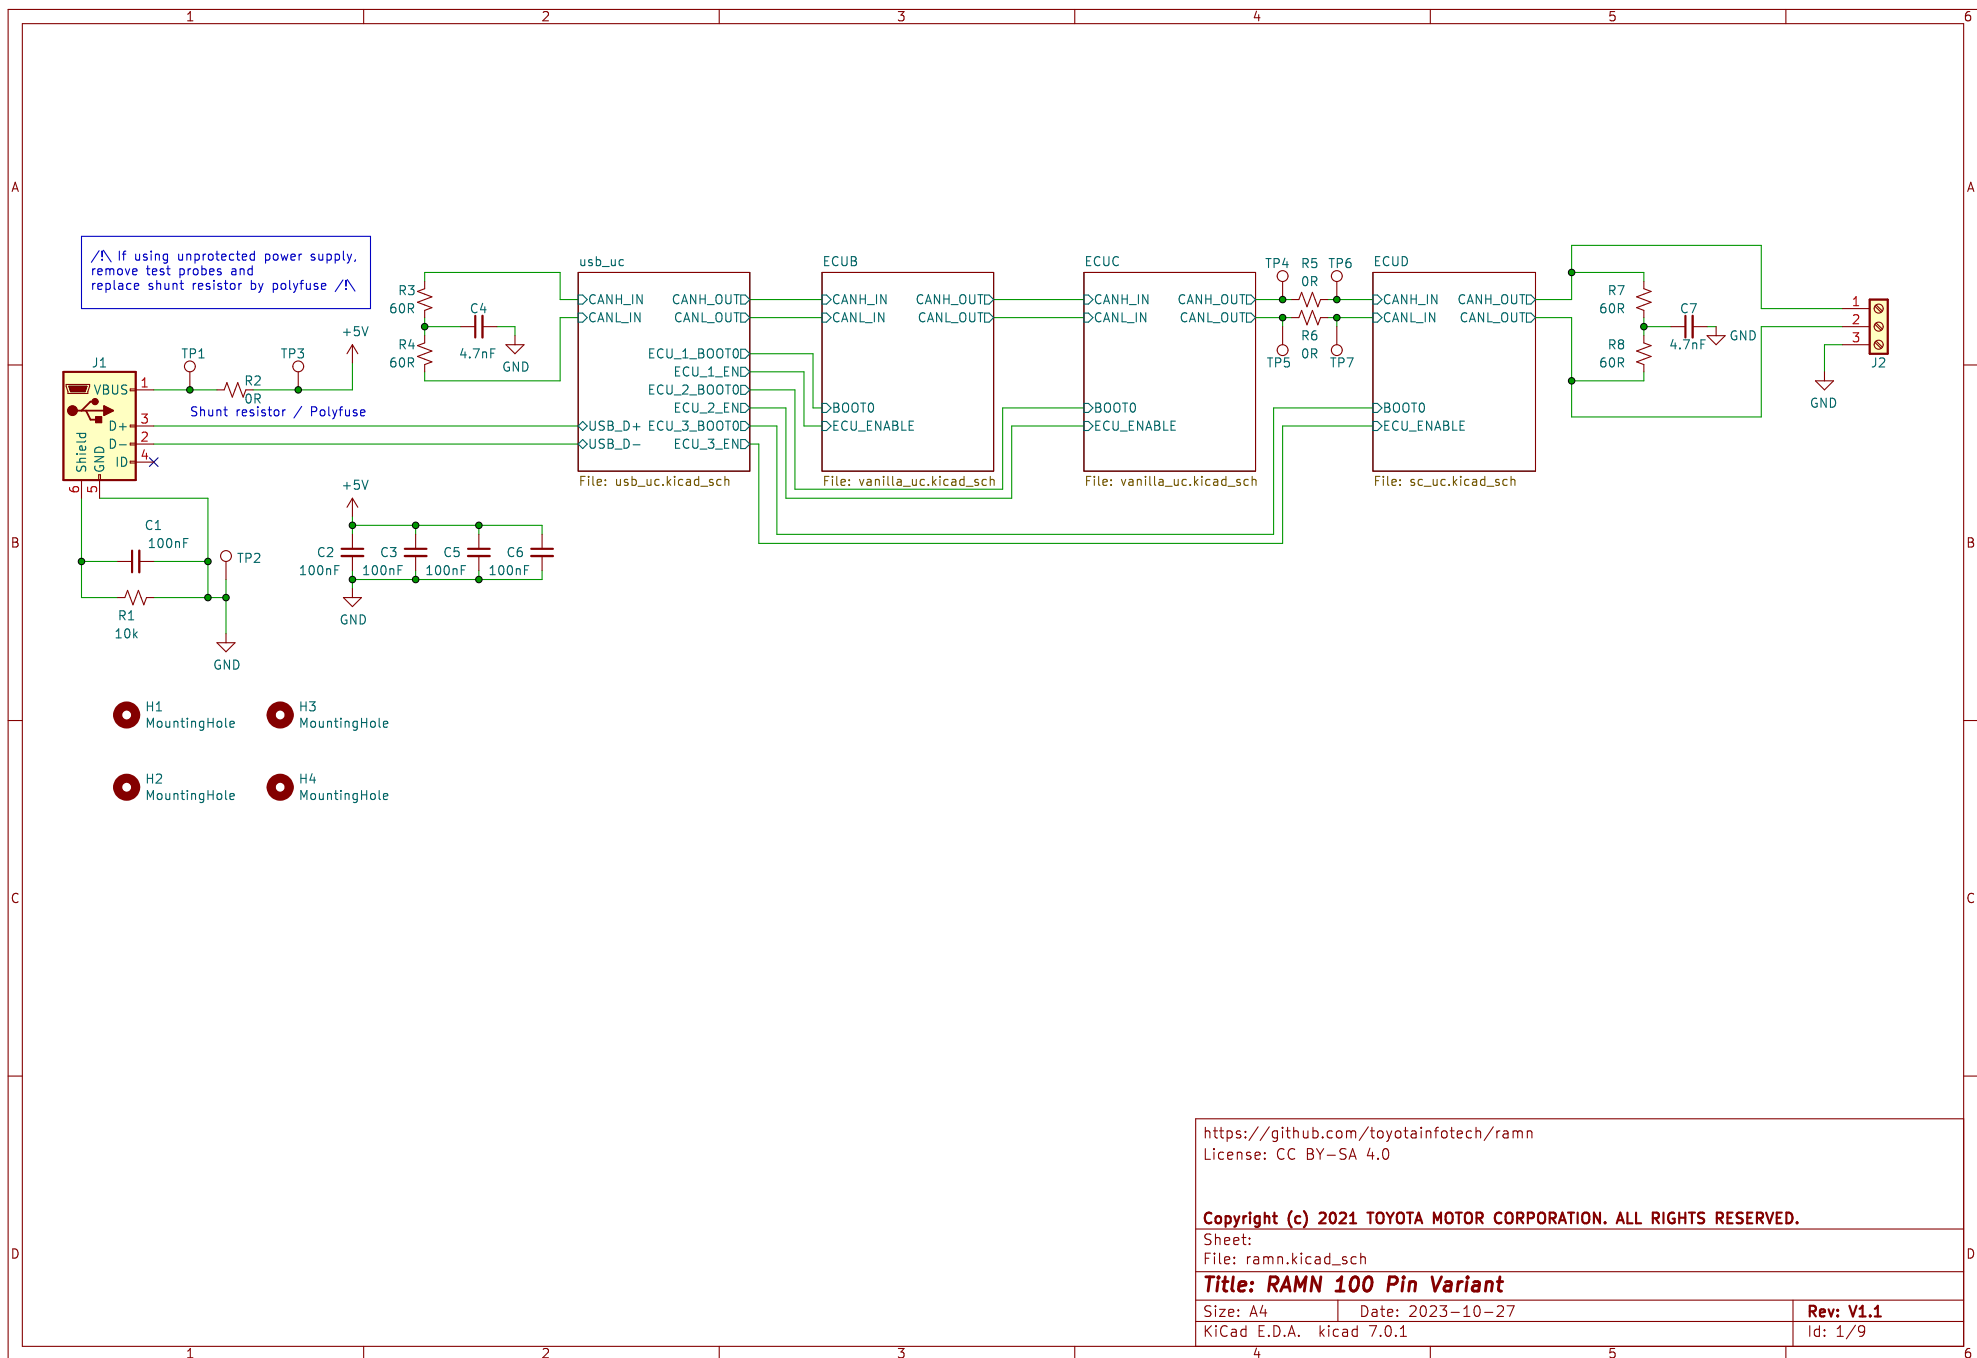 1 2 3 4 5 6
A A
B B
C C
D D
1 2 3 4 5 6
/!\ If using unprotected power supply,
remove test probes and
replace shunt resistor by polyfuse /!\
+5V
J1
VBUS 1
D+ 3
D- 2
ID 4
Shield
GND
6 5
TP1
R2
0R
TP3
Shunt resistor / Polyfuse
C1
100nF
R1
10k
TP2
GND
+5V
C2
100nF
C3
100nF
C5
100nF
C6
100nF
GND
R3
60R
R4
60R
C4
4.7nF
GND
usb_uc
CANH_IN CANH_OUT
CANL_IN CANL_OUT
ECU_1_BOOT0
ECU_1_EN
ECU_2_BOOT0
ECU_2_EN
USB_D+ ECU_3_BOOT0
USB_D- ECU_3_EN
File: usb_uc.kicad_sch
ECUB
CANH_IN CANH_OUT
CANL_IN CANL_OUT
BOOT0
ECU_ENABLE
File: vanilla_uc.kicad_sch
ECUC
CANH_IN CANH_OUT
CANL_IN CANL_OUT
BOOT0
ECU_ENABLE
File: vanilla_uc.kicad_sch
TP4
R5
0R
TP6
R6
0R
TP5
TP7
ECUD
CANH_IN CANH_OUT
CANL_IN CANL_OUT
BOOT0
ECU_ENABLE
File: sc_uc.kicad_sch
R7
60R
R8
60R
C7
4.7nF
GND
1
2
3
J2
GND
H1
MountingHole
H3
MountingHole
H2
MountingHole
H4
MountingHole
https://github.com/toyotainfotech/ramn
License: CC BY-SA 4.0
Copyright (c) 2021 TOYOTA MOTOR CORPORATION. ALL RIGHTS RESERVED.
Sheet:
File: ramn.kicad_sch
Title: RAMN 100 Pin Variant
Size: A4 Date: 2023-10-27 Rev: V1.1
KiCad E.D.A. kicad 7.0.1 Id: 1/9